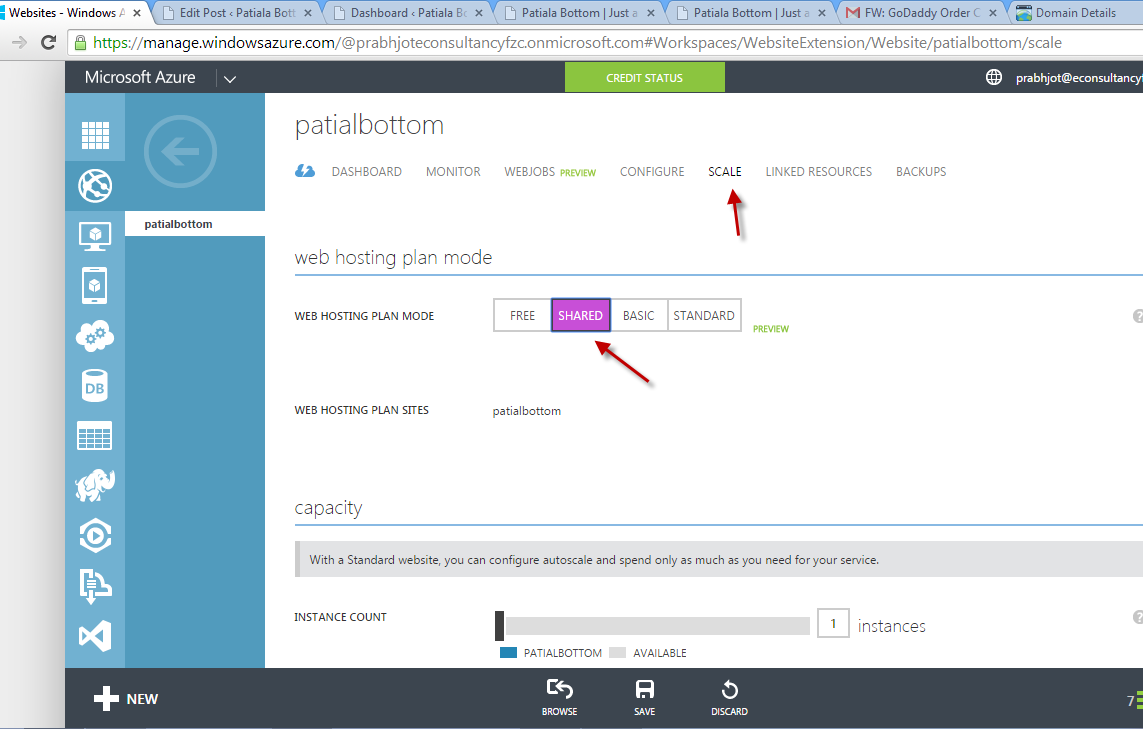 Websites - Windows A
Edit Post ‹ Patiala Bott
Dashboard ‹ Patiala Bo
Patiala Bottom | Just a
Patiala Bottom | Just a
FW: GoDaddy Order C
Domain Details
https://manage.windowsazure.com/@prabhjoteconsultancyfzc.onmicrosoft.com#Workspaces/WebsiteExtension/Website/patialbottom/scale
Microsoft Azure
CREDIT STATUS
prabhjot@econsultancyf
patialbottom
DASHBOARD MONITOR WEBJOBS PREVIEW CONFIGURE SCALE LINKED RESOURCES BACKUPS
patialbottom
web hosting plan mode
WEB HOSTING PLAN MODE
FREE SHARED BASIC STANDARD
PREVIEW
?
WEB HOSTING PLAN SITES
patialbottom
capacity
With a Standard website, you can configure autoscale and spend only as much as you need for your service.
INSTANCE COUNT
1 instances
?
PATIALBOTTOM AVAILABLE
DB
NEW
BROWSE
SAVE
DISCARD
7